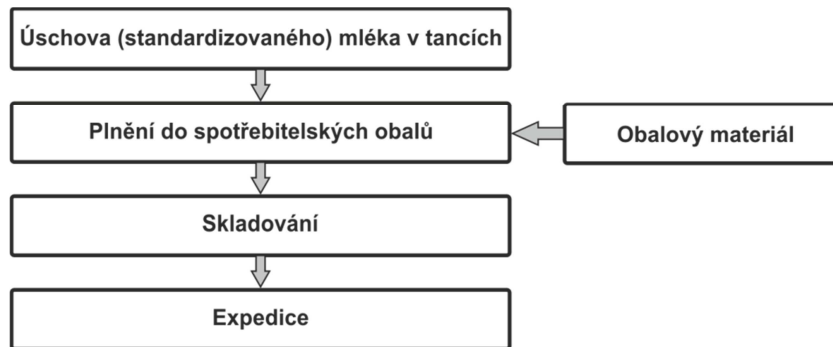 Úschova (standardizovaného) mléka v tancích
Plnění do spotřebitelských obalů
Obalový materiál
Skladování
Expedice